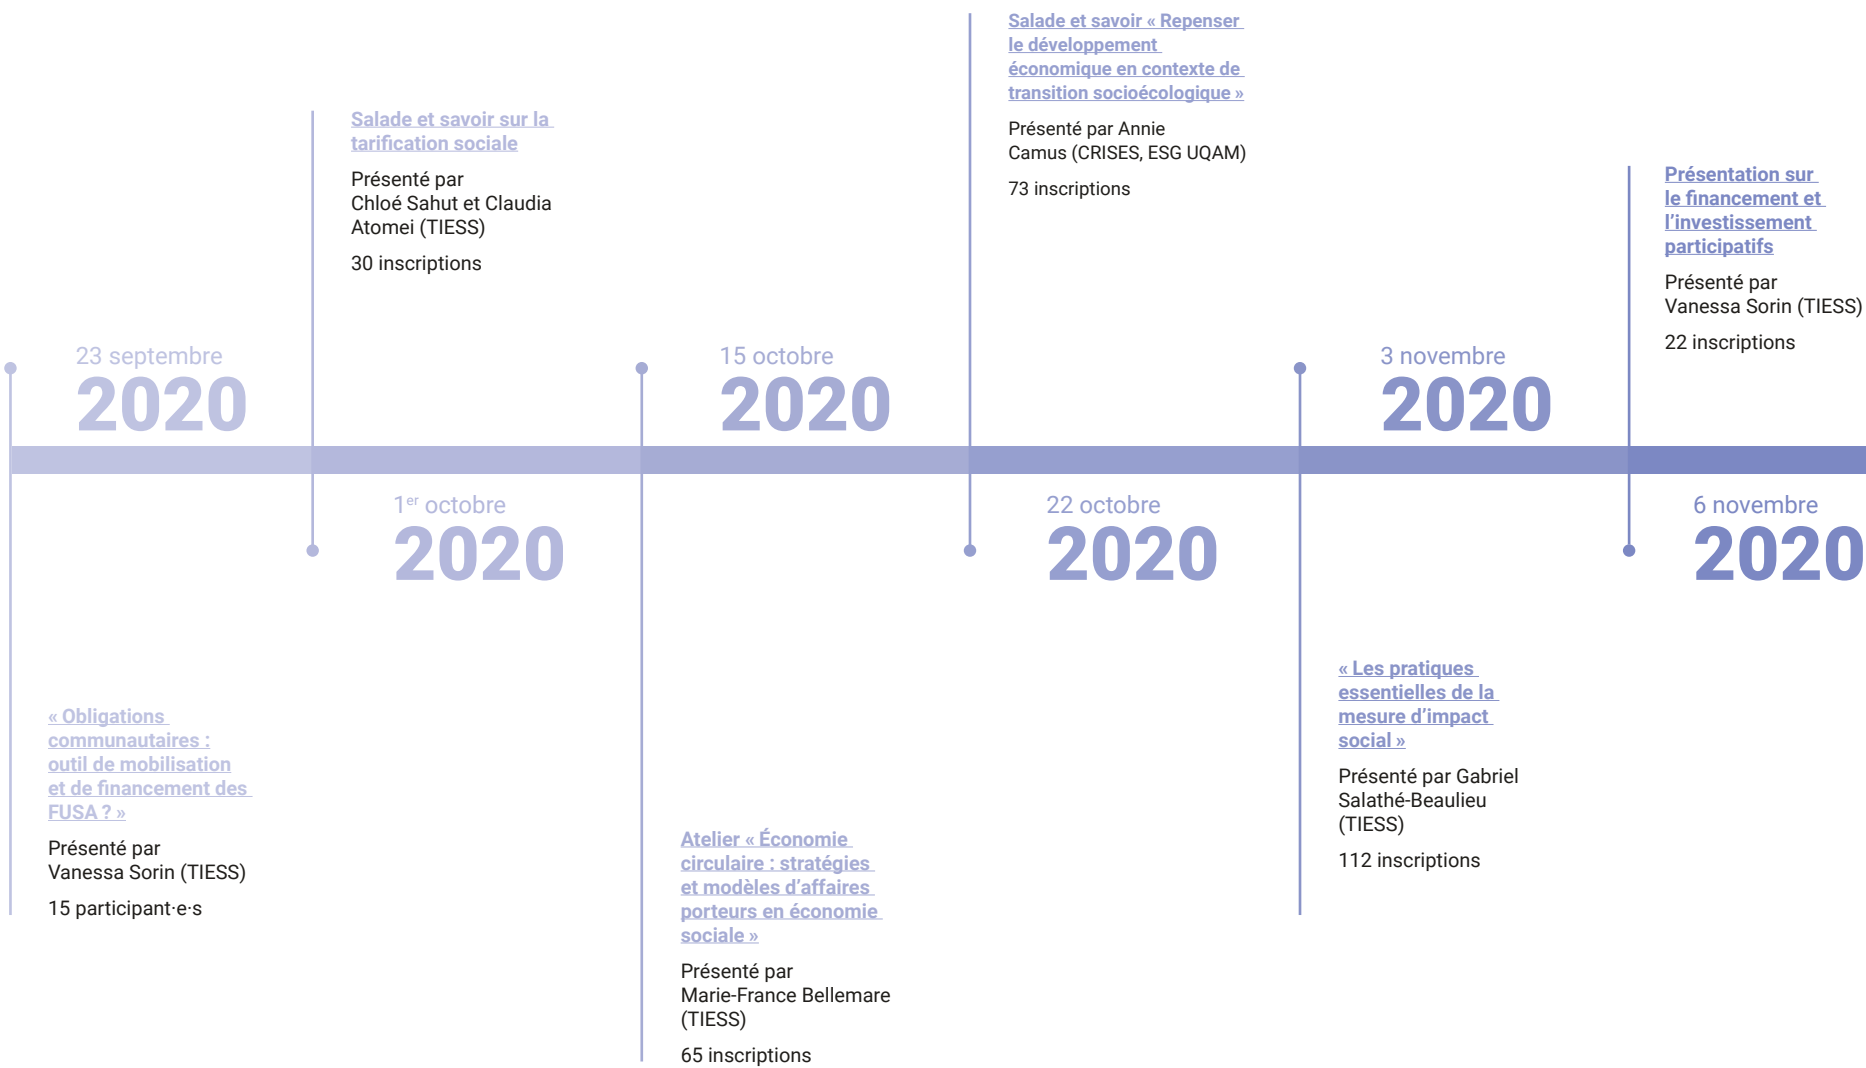 23 septembre
2020
« Obligations
communautaires :
outil de mobilisation
et de financement des
FUSA ? »
Présenté par
Vanessa Sorin (TIESS)
15 participant·e·s
Salade et savoir sur la
tarification sociale
Présenté par
Chloé Sahut et Claudia
Atomei (TIESS)
30 inscriptions
1er octobre
2020
15 octobre
2020
Atelier « Économie
circulaire : stratégies
et modèles d’affaires
porteurs en économie
sociale »
Présenté par
Marie-France Bellemare
(TIESS)
65 inscriptions
Salade et savoir « Repenser
le développement
économique en contexte de
transition socioécologique »
Présenté par Annie
Camus (CRISES, ESG UQAM)
73 inscriptions
22 octobre
2020
3 novembre
2020
« Les pratiques
essentielles de la
mesure d’impact
social »
Présenté par Gabriel
Salathé-Beaulieu
(TIESS)
112 inscriptions
Présentation sur
le financement et
l’investissement
participatifs
Présenté par
Vanessa Sorin (TIESS)
22 inscriptions
6 novembre
2020